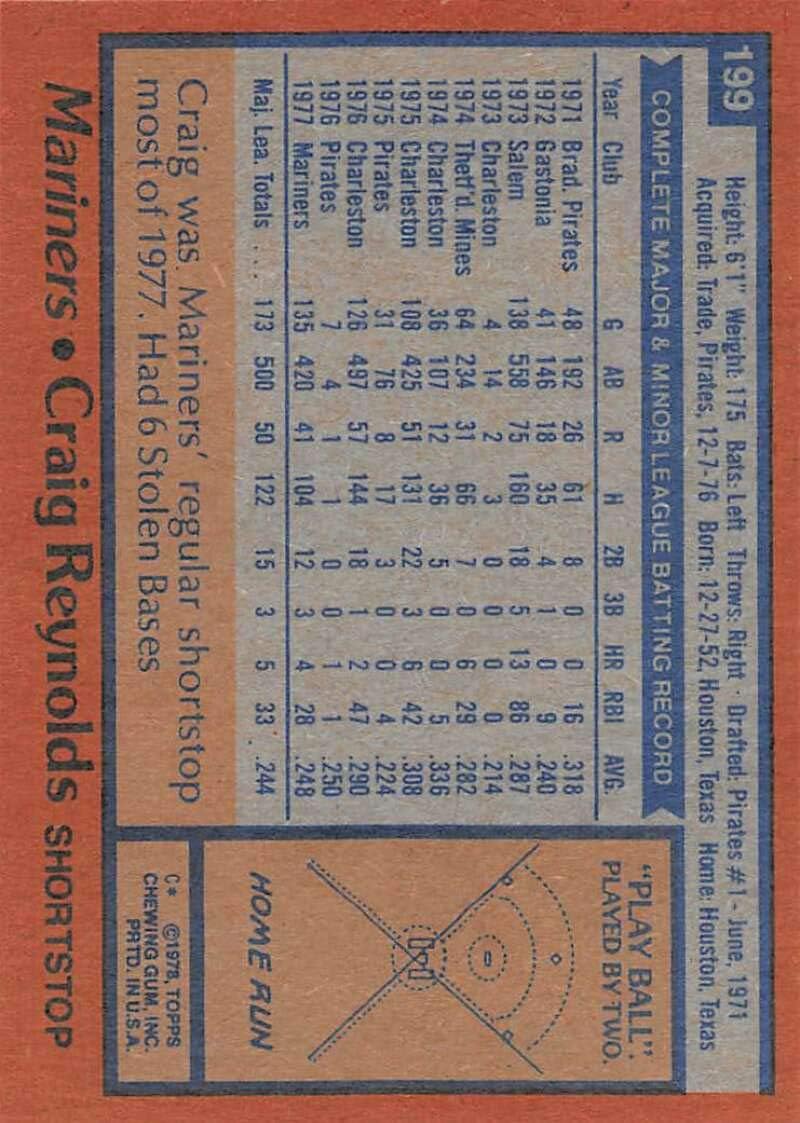 199
Height: 6'1" Weight: 175 Bats: Left Throws: Right · Drafted: Pirates #1 - June, 1971
Acquired: Trade, Pirates, 12-7-76 Born: 12-27-52, Houston, Texas Home: Houston, Texas
COMPLETE MAJOR & MINOR LEAGUE BATTING RECORD
Year Club G AB R H 2B 3B HR RBI AVG.
1971 Brad. Pirates 48 192 26 61 8 0 0 16 .318
1972 Gastonia 41 146 18 35 4 1 0 9 .240
1973 Salem 138 558 75 160 18 5 13 86 .287
1973 Charleston 4 14 2 3 0 0 0 0 .214
1974 Thetf'd. Mines 64 234 31 66 7 0 6 29 .282
1974 Charleston 36 107 12 36 5 0 0 5 .336
1975 Charleston 108 425 51 131 22 3 6 42 .308
1975 Pirates 31 76 8 17 3 0 0 4 .224
1976 Charleston 126 497 57 144 18 1 2 47 .290
1976 Pirates 7 4 1 1 0 0 1 1 .250
1977 Mariners 135 420 41 104 12 3 4 28 .248
Maj. Lea. Totals ... 173 500 50 122 15 3 5 33 .244
Craig was Mariners' regular shortstop
most of 1977. Had 6 Stolen Bases
"PLAY BALL":
PLAYED BY TWO.
HOME RUN
C* ©1978, TOPPS
CHEWING GUM, INC.
PRTD. IN U.S.A.
Mariners • Craig Reynolds SHORTSTOP